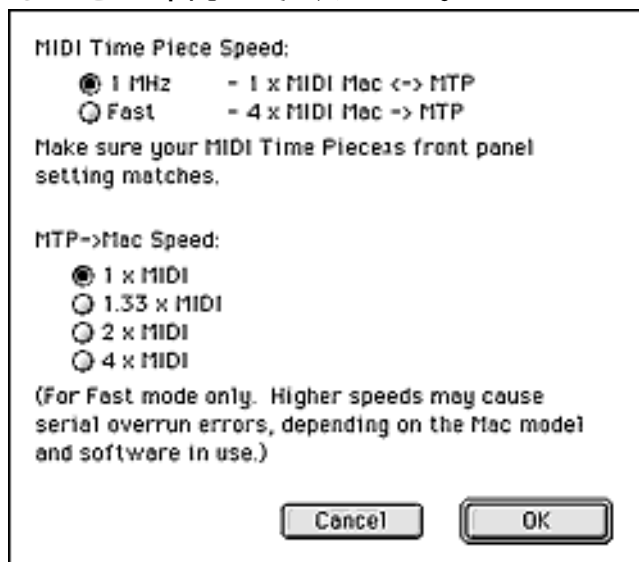 MIDI Time Piece Speed:
1 MHz - 1 x MIDI Mac <-> MTP
Fast - 4 x MIDI Mac -> MTP
Make sure your MIDI Time Piece¹s front panel
setting matches.
MTP->Mac Speed:
1 x MIDI
1.33 x MIDI
2 x MIDI
4 x MIDI
(For Fast mode only. Higher speeds may cause
serial overrun errors, depending on the Mac model
and software in use.)
Cancel OK